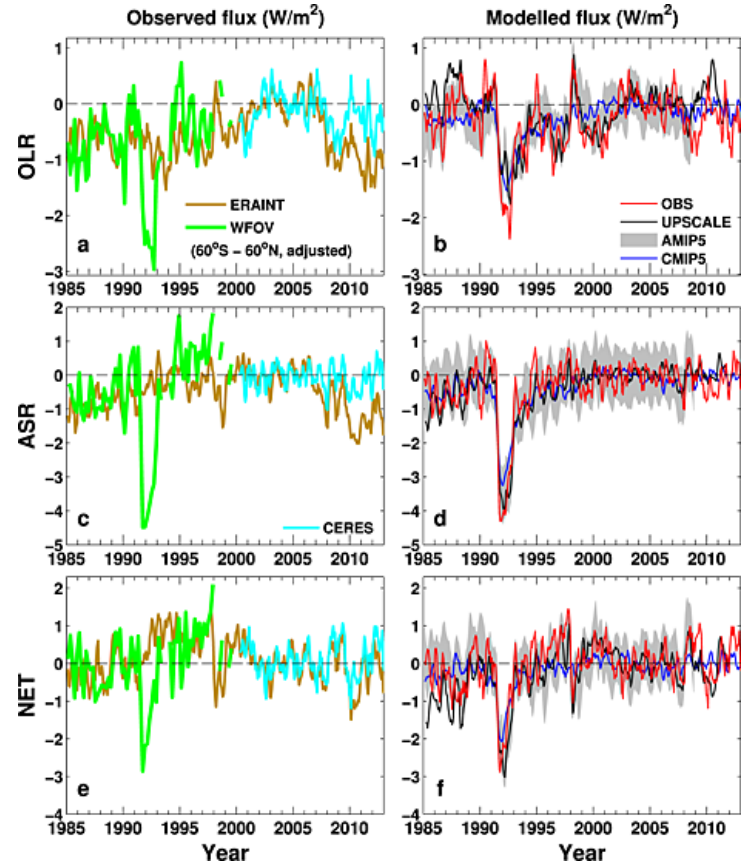 Observed flux (W/m²)
Modelled flux (W/m²)
OLR
1
0
−1
−2
−3
a
ERAINT
WFOV
(60°S − 60°N, adjusted)
1985 1990 1995 2000 2005 2010
1
0
−1
−2
−3
b
OBS
UPSCALE
AMIP5
CMIP5
1985 1990 1995 2000 2005 2010
ASR
2
1
0
−1
−2
−3
−4
−5
c
CERES
1985 1990 1995 2000 2005 2010
2
1
0
−1
−2
−3
−4
−5
d
1985 1990 1995 2000 2005 2010
NET
2
1
0
−1
−2
−3
−4
e
1985 1990 1995 2000 2005 2010
Year
2
1
0
−1
−2
−3
−4
f
1985 1990 1995 2000 2005 2010
Year